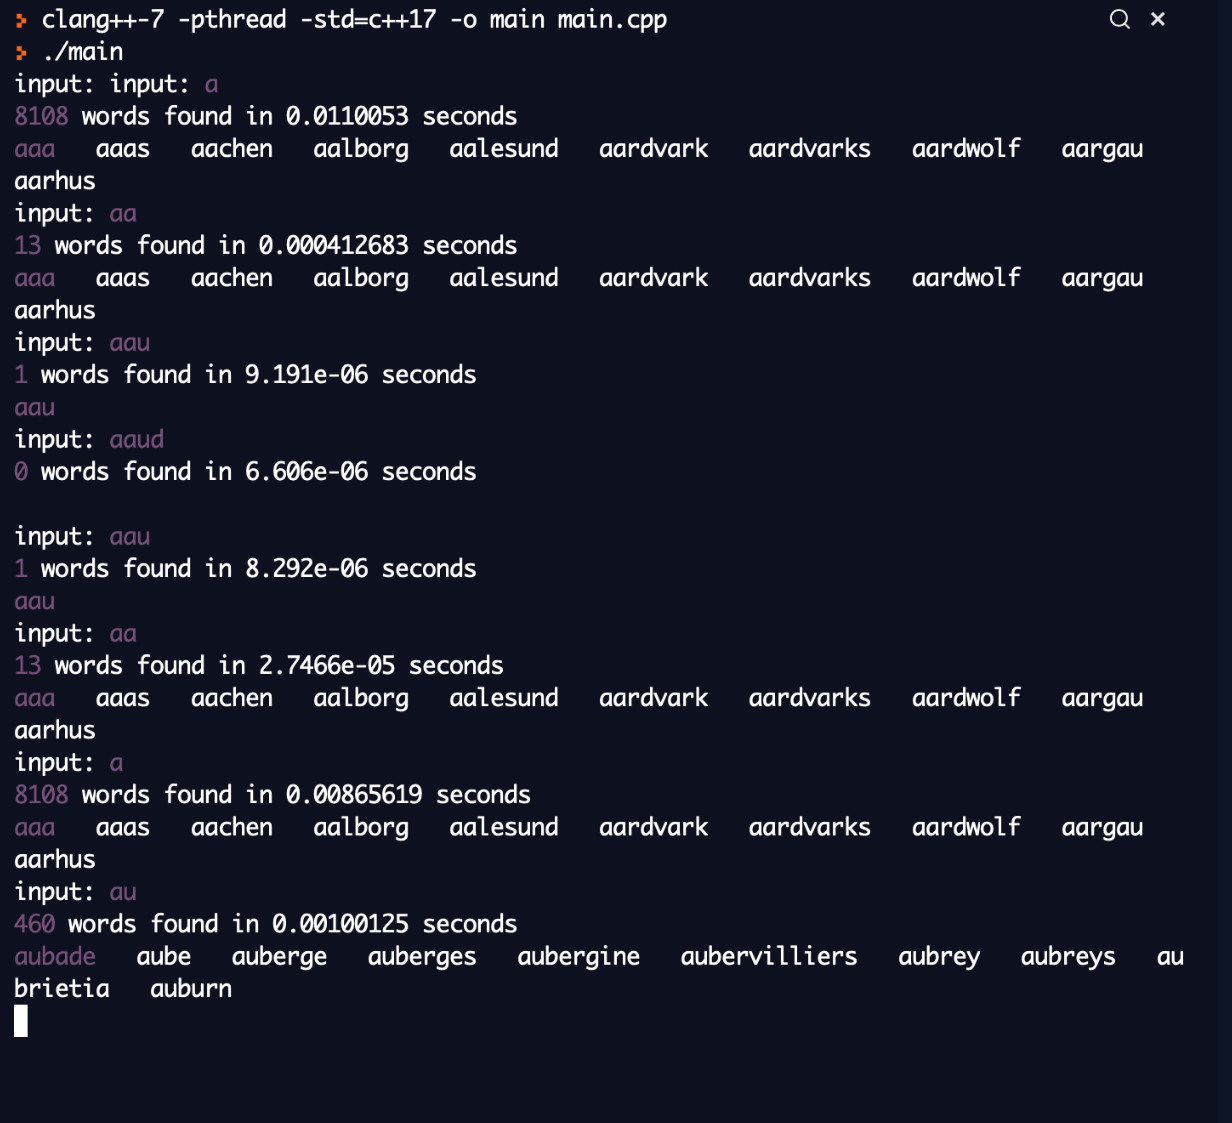 clang++-7 -pthread -std=c++17 -o main main.cpp
./main
input: input: a
8108 words found in 0.0110053 seconds
aaa   aaas   aachen   aalborg   aalesund   aardvark   aardvarks   aardwolf   aargau
aarhus
input: aa
13 words found in 0.000412683 seconds
aaa   aaas   aachen   aalborg   aalesund   aardvark   aardvarks   aardwolf   aargau
aarhus
input: aau
1 words found in 9.191e-06 seconds
aau
input: aaud
0 words found in 6.606e-06 seconds

input: aau
1 words found in 8.292e-06 seconds
aau
input: aa
13 words found in 2.7466e-05 seconds
aaa   aaas   aachen   aalborg   aalesund   aardvark   aardvarks   aardwolf   aargau
aarhus
input: a
8108 words found in 0.00865619 seconds
aaa   aaas   aachen   aalborg   aalesund   aardvark   aardvarks   aardwolf   aargau
aarhus
input: au
460 words found in 0.00100125 seconds
aubade   aube   auberge   auberges   aubergine   aubervilliers   aubrey   aubreys   au
brietia   auburn